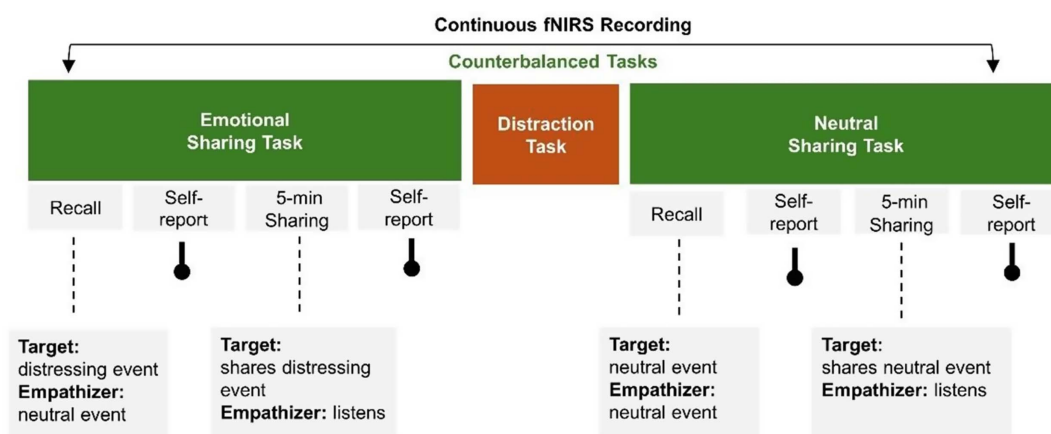 Continuous fNIRS Recording
Counterbalanced Tasks
Emotional
Sharing Task
Distraction
Task
Neutral
Sharing Task
Recall
Self-
report
5-min
Sharing
Self-
report
Recall
Self-
report
5-min
Sharing
Self-
report
Target:
distressing event
Empathizer:
neutral event
Target:
shares distressing
event
Empathizer: listens
Target:
neutral event
Empathizer:
neutral event
Target:
shares neutral event
Empathizer: listens